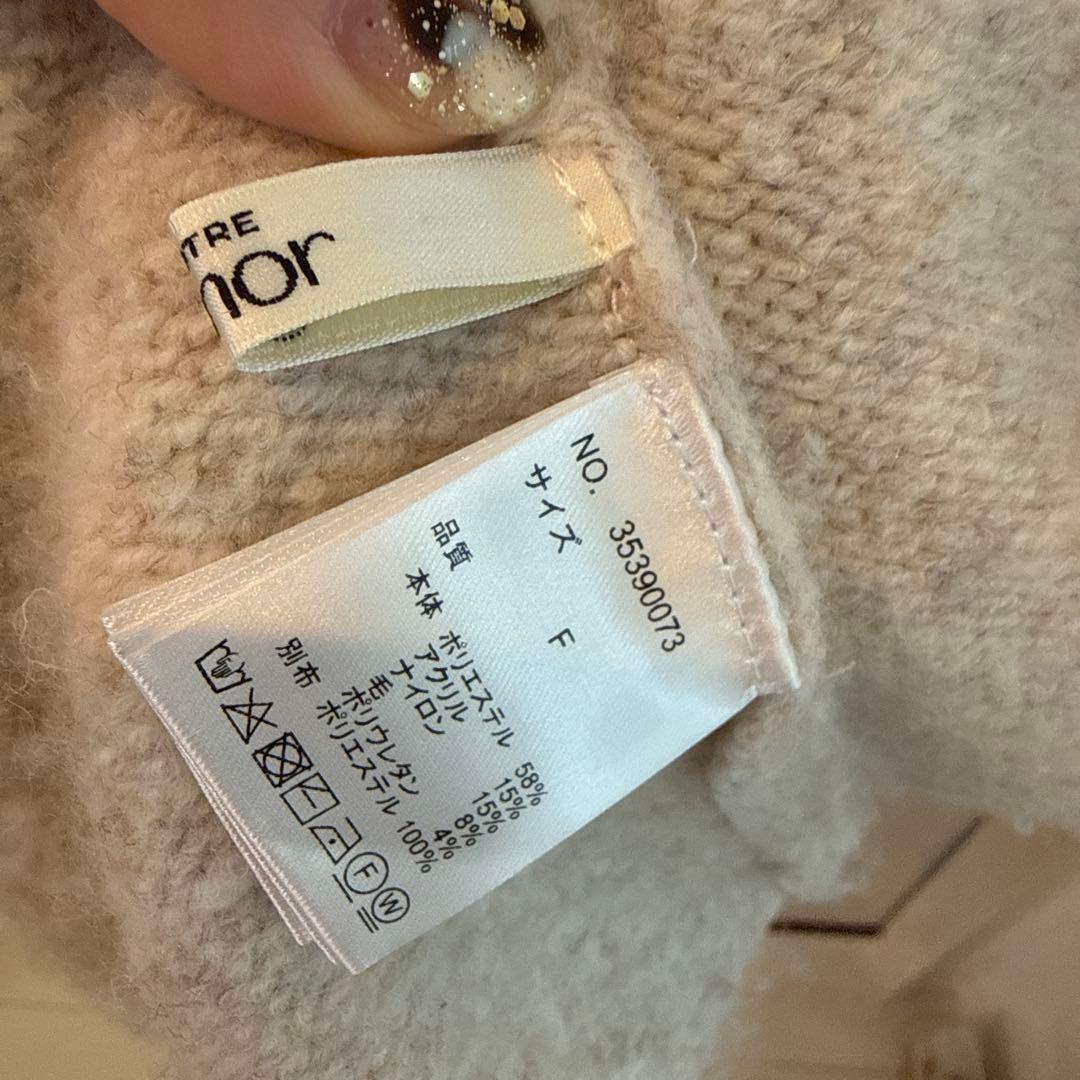 TRE
nor
NO. 35390073
サイズ F
品質
本体 ポリエステル 58%
アクリル 15%
ナイロン 15%
毛 8%
ポリウレタン 4%
別布 ポリエステル 100%
F W